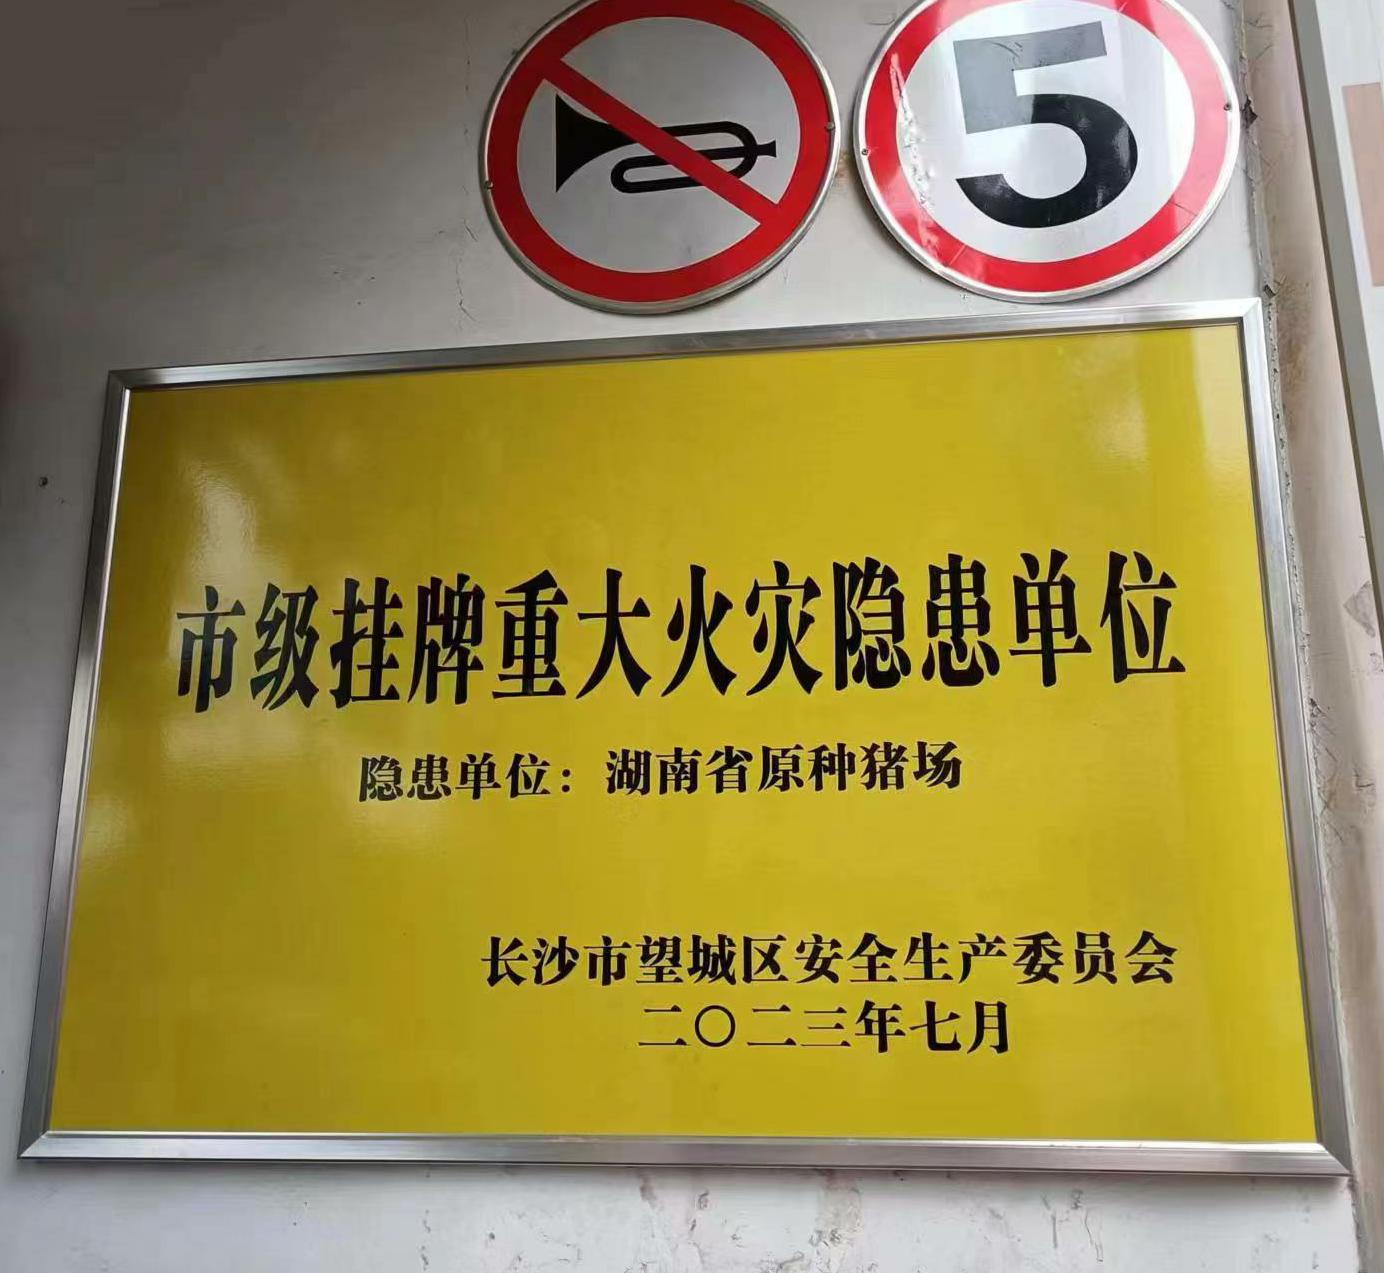 5
市级挂牌重大火灾隐患单位
隐患单位：湖南省原种猪场
长沙市望城区安全生产委员会
二〇二三年七月